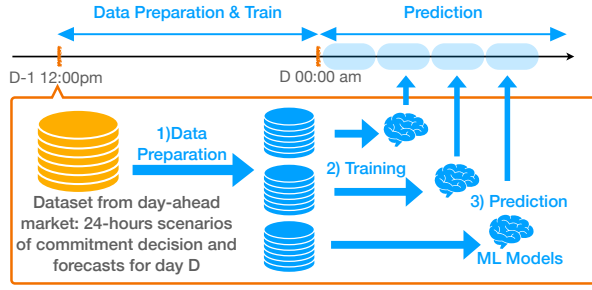 Data Preparation & Train
Prediction
D-1 12:00pm
D 00:00 am
1)Data
Preparation
2) Training
3) Prediction
Dataset from day-ahead
market: 24-hours scenarios
of commitment decision and
forecasts for day D
ML Models